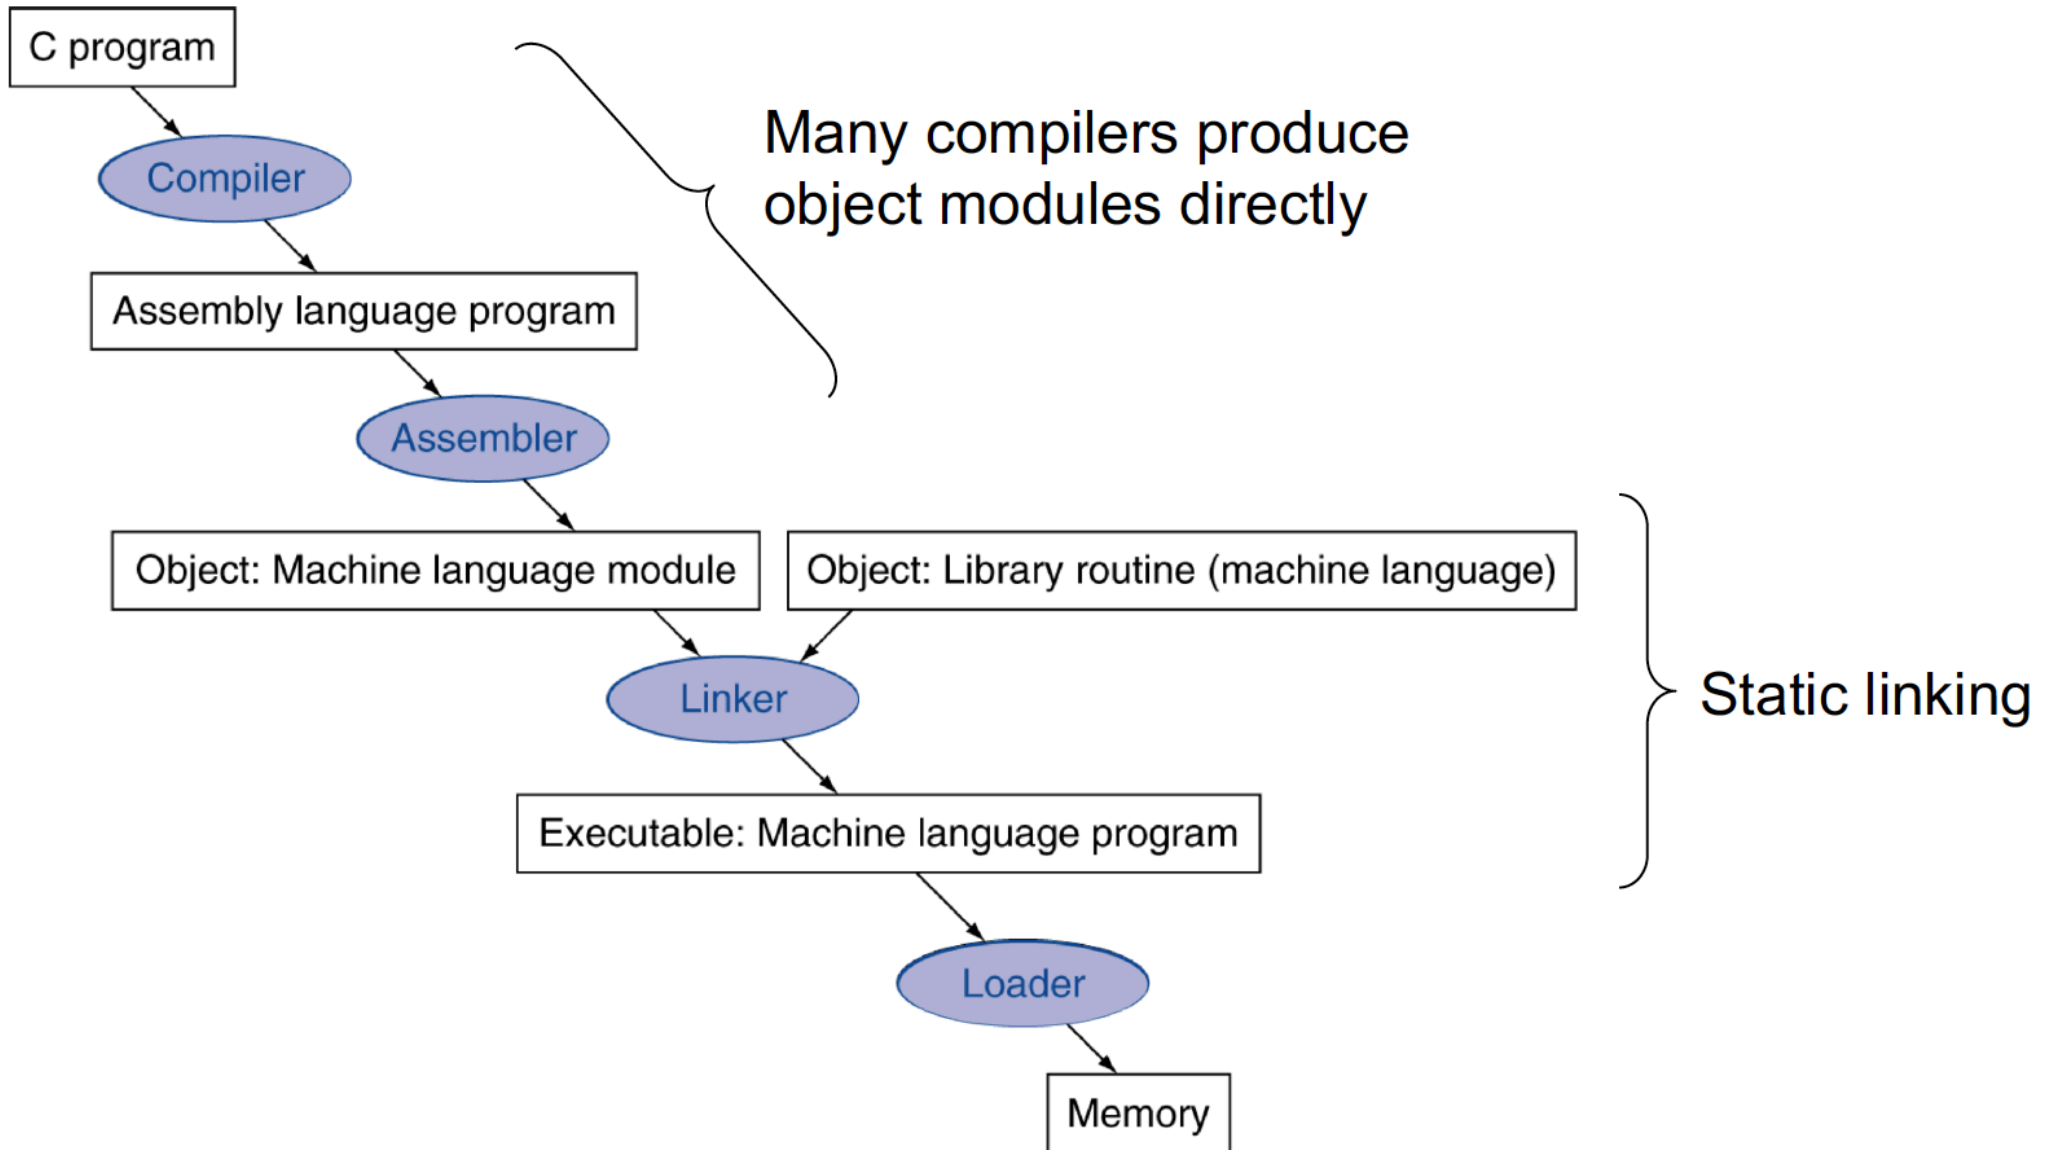 C program
Many compilers produce
object modules directly
Compiler
Assembly language program
Assembler
Object: Machine language module
Object: Library routine (machine language)
Linker
Static linking
Executable: Machine language program
Loader
Memory